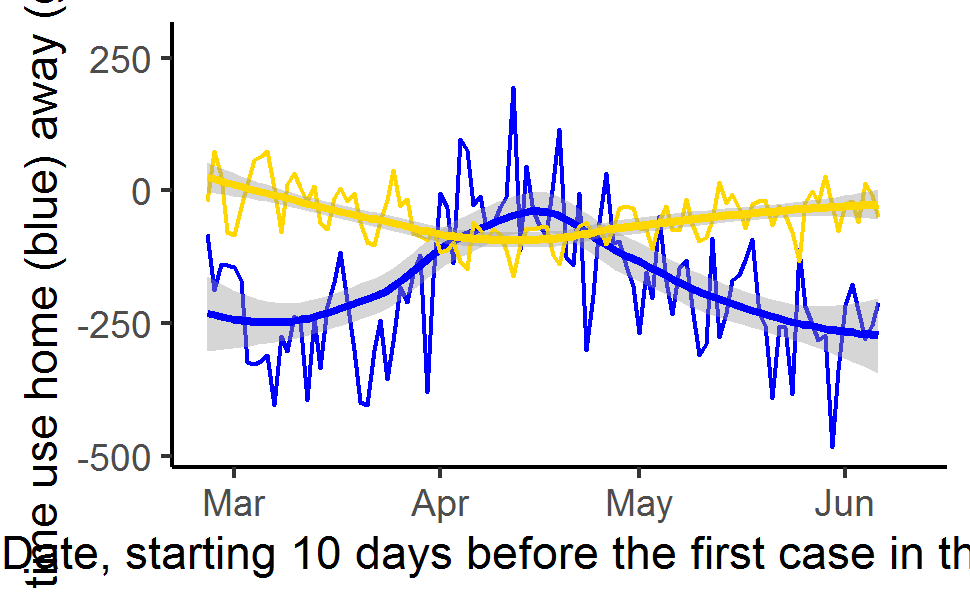 time use home (blue) away (
250
0
-250
-500
Mar Apr May Jun
Date, starting 10 days before the first case in th